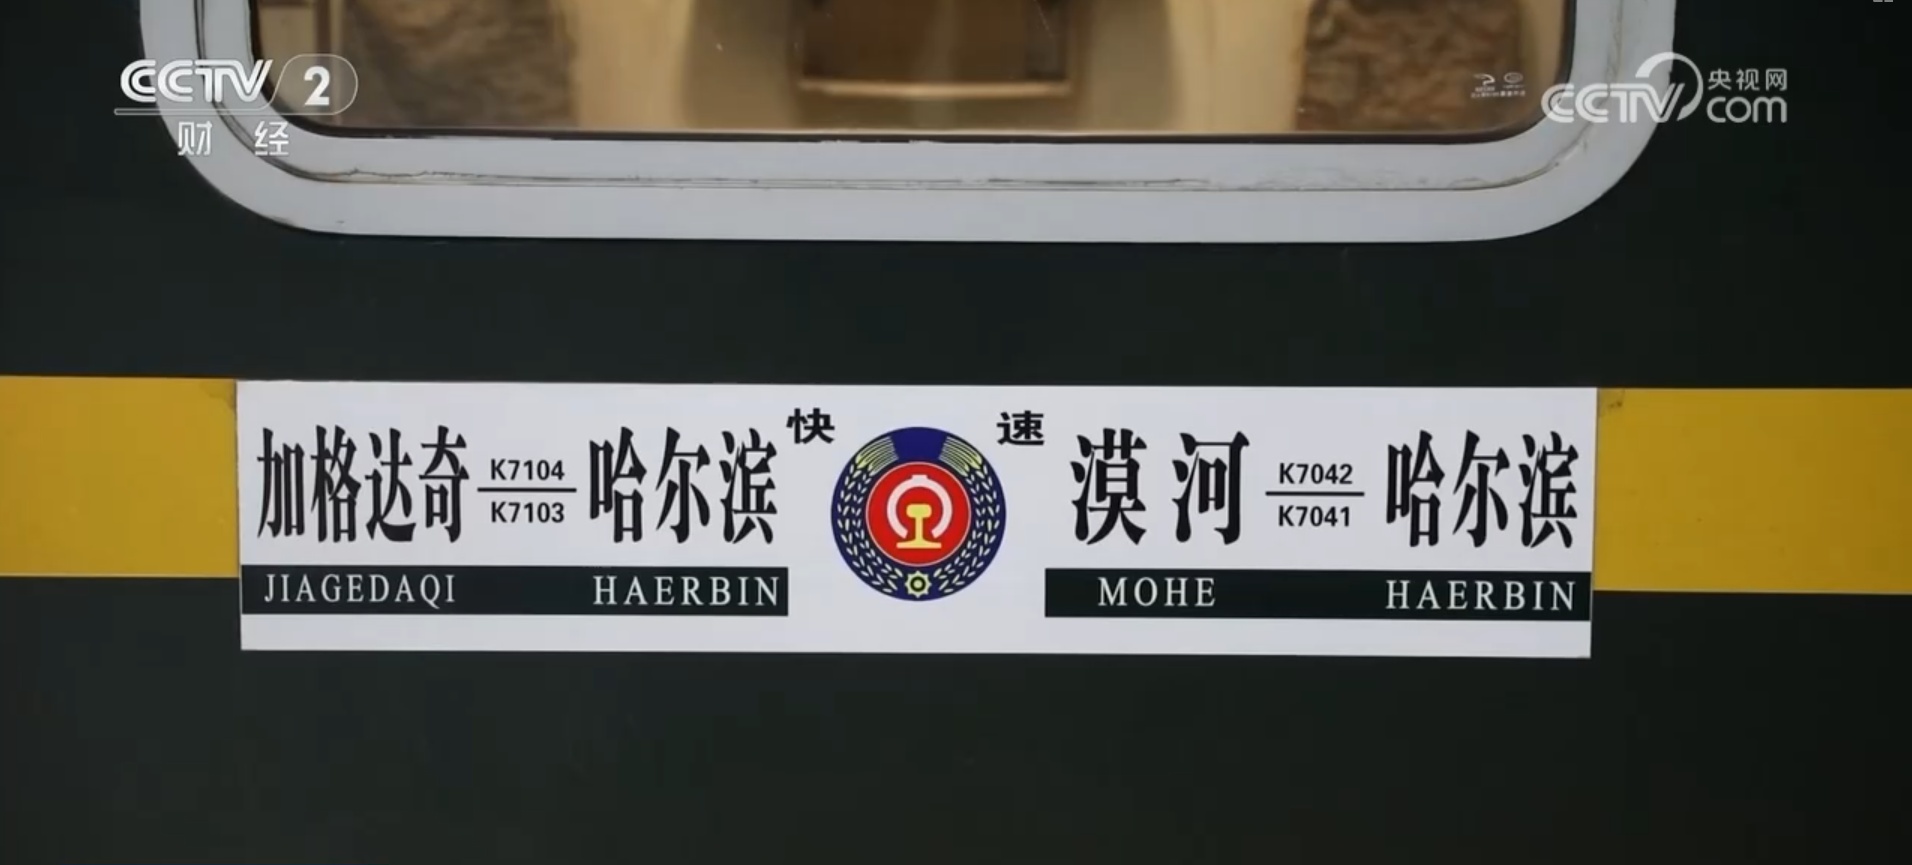 CCTV 2
财 经
央视网
CCTV com
快 速
加格达奇 K7104 K7103 哈尔滨
漠河 K7042 K7041 哈尔滨
JIAGEDAQI HAERBIN
MOHE HAERBIN